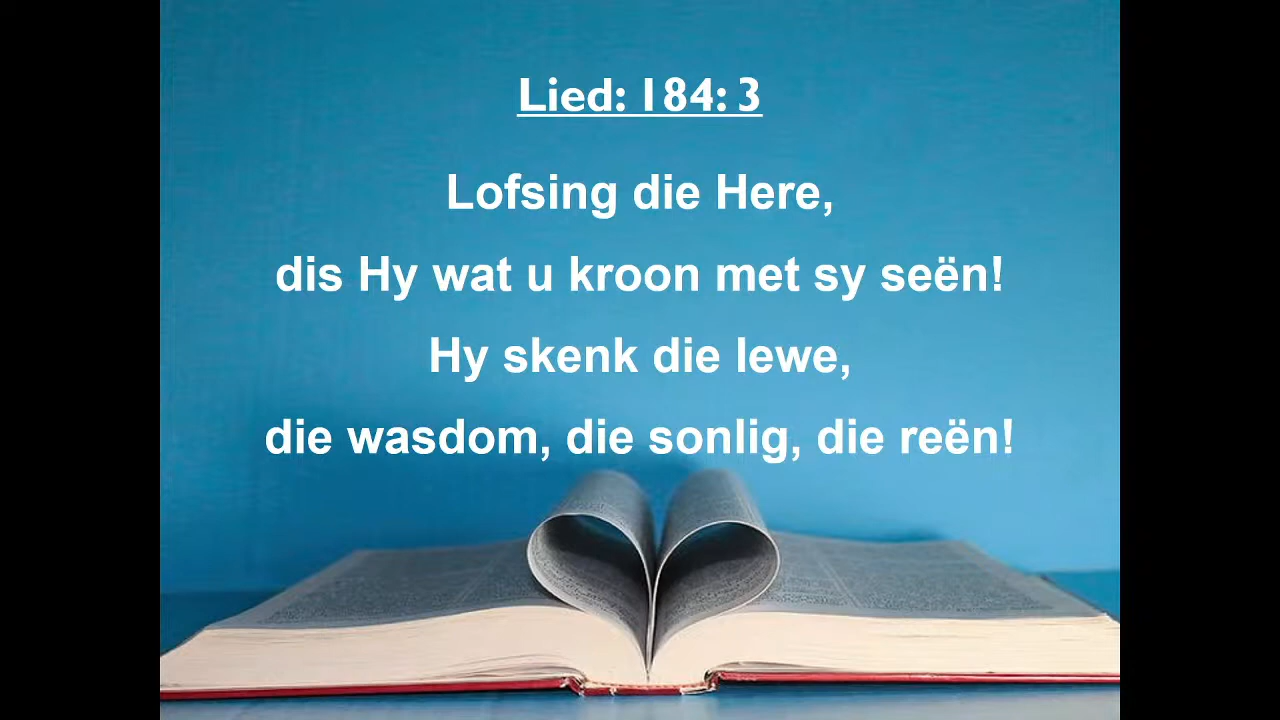 Lied: 184: 3
Lofsing die Here,
dis Hy wat u kroon met sy seën!
Hy skenk die lewe,
die wasdom, die sonlig, die reën!